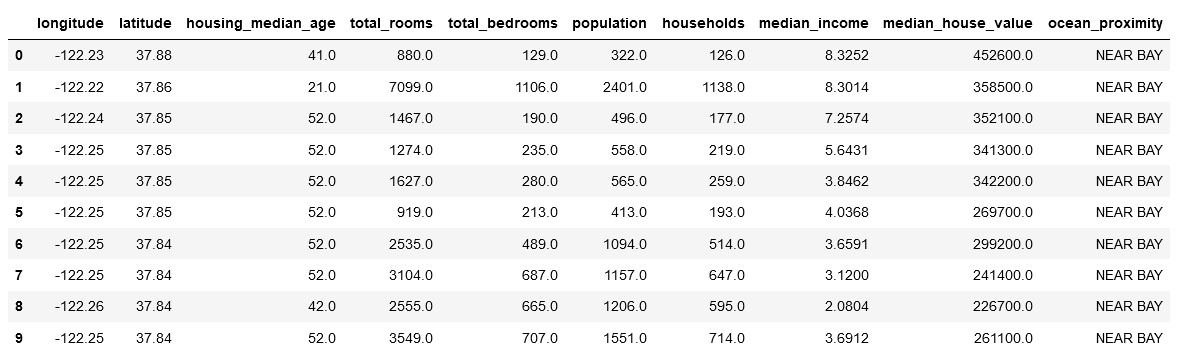 longitude latitude housing_median_age total_rooms total_bedrooms population households median_income median_house_value ocean_proximity
0 -122.23 37.88 41.0 880.0 129.0 322.0 126.0 8.3252 452600.0 NEAR BAY
1 -122.22 37.86 21.0 7099.0 1106.0 2401.0 1138.0 8.3014 358500.0 NEAR BAY
2 -122.24 37.85 52.0 1467.0 190.0 496.0 177.0 7.2574 352100.0 NEAR BAY
3 -122.25 37.85 52.0 1274.0 235.0 558.0 219.0 5.6431 341300.0 NEAR BAY
4 -122.25 37.85 52.0 1627.0 280.0 565.0 259.0 3.8462 342200.0 NEAR BAY
5 -122.25 37.85 52.0 919.0 213.0 413.0 193.0 4.0368 269700.0 NEAR BAY
6 -122.25 37.84 52.0 2535.0 489.0 1094.0 514.0 3.6591 299200.0 NEAR BAY
7 -122.25 37.84 52.0 3104.0 687.0 1157.0 647.0 3.1200 241400.0 NEAR BAY
8 -122.26 37.84 42.0 2555.0 665.0 1206.0 595.0 2.0804 226700.0 NEAR BAY
9 -122.25 37.84 52.0 3549.0 707.0 1551.0 714.0 3.6912 261100.0 NEAR BAY